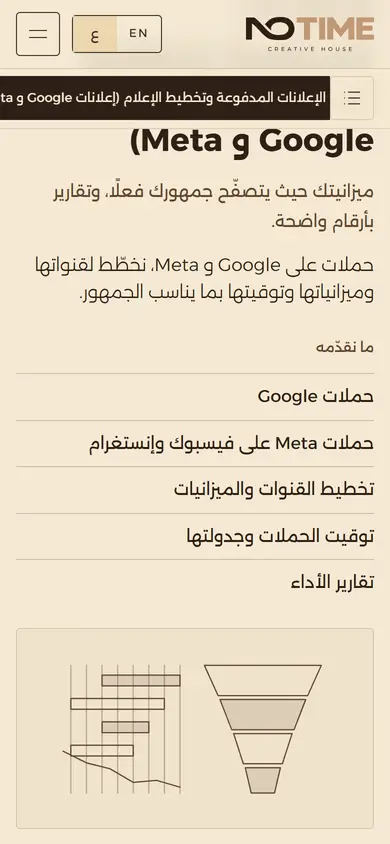 NOTIME
CREATIVE HOUSE
EN
ع
الإعلانات المدفوعة وتخطيط الإعلام (إعلانات Google و ta
Google و Meta)
ميزانيتك حيث يتصفّح جمهورك فعلًا، وتقارير
بأرقام واضحة.
حملات على Google و Meta، نخطّط لقنواتها
وميزانياتها وتوقيتها بما يناسب الجمهور.
ما نقدّمه
حملات Google
حملات Meta على فيسبوك وإنستغرام
تخطيط القنوات والميزانيات
توقيت الحملات وجدولتها
تقارير الأداء